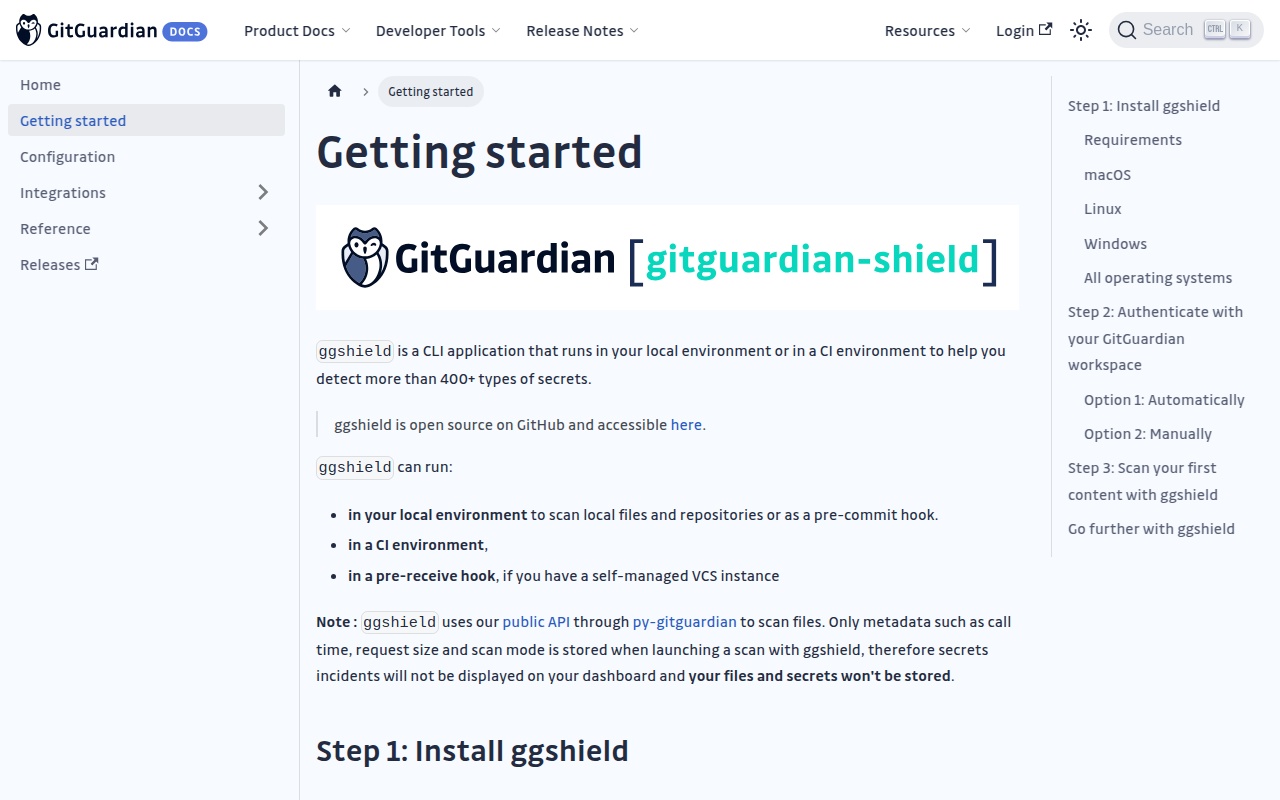 GitGuardian DOCS
Product Docs
Developer Tools
Release Notes
Resources
Login
Search CTRL K
Home
Getting started
Configuration
Integrations
Reference
Releases
Getting started
Getting started
GitGuardian [gitguardian-shield]
ggshield is a CLI application that runs in your local environment or in a CI environment to help you
detect more than 400+ types of secrets.
ggshield is open source on GitHub and accessible here.
ggshield can run:
in your local environment to scan local files and repositories or as a pre-commit hook.
in a CI environment,
in a pre-receive hook, if you have a self-managed VCS instance
Note : ggshield uses our public API through py-gitguardian to scan files. Only metadata such as call
time, request size and scan mode is stored when launching a scan with ggshield, therefore secrets
incidents will not be displayed on your dashboard and your files and secrets won't be stored.
Step 1: Install ggshield
Step 1: Install ggshield
Requirements
macOS
Linux
Windows
All operating systems
Step 2: Authenticate with
your GitGuardian
workspace
Option 1: Automatically
Option 2: Manually
Step 3: Scan your first
content with ggshield
Go further with ggshield